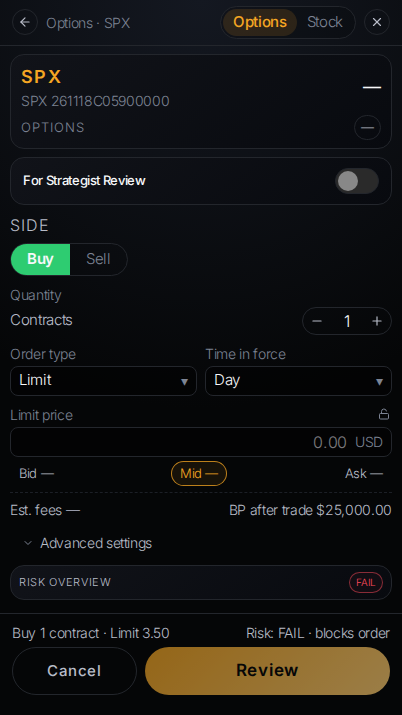 Options · SPX
Options Stock
SPX
—
SPX 261118C05900000
OPTIONS
—
For Strategist Review
SIDE
Buy Sell
Quantity
Contracts
− 1 +
Order type Time in force
Limit Day
Limit price
0.00 USD
Bid — Mid — Ask —
Est. fees — BP after trade $25,000.00
Advanced settings
RISK OVERVIEW FAIL
Buy 1 contract · Limit 3.50 Risk: FAIL · blocks order
Cancel Review